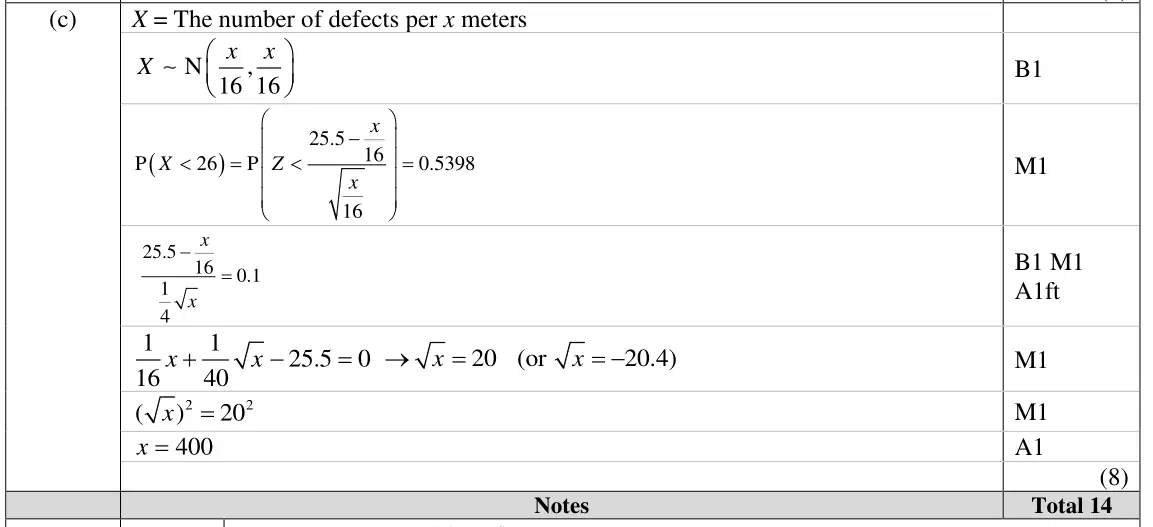 (c) X = The number of defects per x meters
X ~ N(x/16, x/16) B1
P(X < 26) = P(Z < (25.5 − x/16)/√(x/16)) = 0.5398 M1
(25.5 − x/16)/(1/4 √x) = 0.1 B1 M1
A1ft
1/16 x + 1/40 √x − 25.5 = 0 → √x = 20 (or √x = −20.4) M1
(√x)² = 20² M1
x = 400 A1
(8)
Notes Total 14